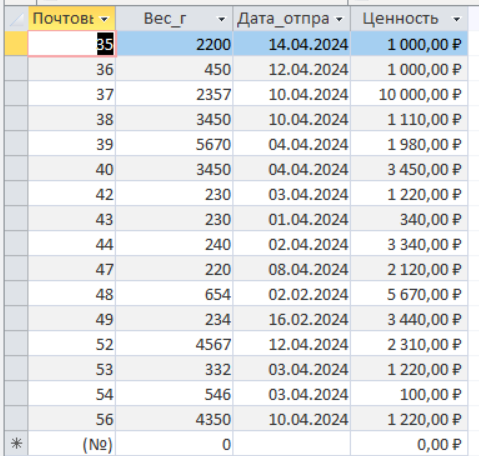 Почтовы Вес_г Дата_отпра Ценность
35 2200 14.04.2024 1 000,00 ₽
36 450 12.04.2024 1 000,00 ₽
37 2357 10.04.2024 10 000,00 ₽
38 3450 10.04.2024 1 110,00 ₽
39 5670 04.04.2024 1 980,00 ₽
40 3450 04.04.2024 3 450,00 ₽
42 230 03.04.2024 1 220,00 ₽
43 230 01.04.2024 340,00 ₽
44 240 02.04.2024 3 340,00 ₽
47 220 08.04.2024 2 120,00 ₽
48 654 02.02.2024 5 670,00 ₽
49 234 16.02.2024 3 440,00 ₽
52 4567 12.04.2024 2 310,00 ₽
53 332 03.04.2024 1 220,00 ₽
54 546 03.04.2024 100,00 ₽
56 4350 10.04.2024 1 220,00 ₽
* (№) 0 0,00 ₽